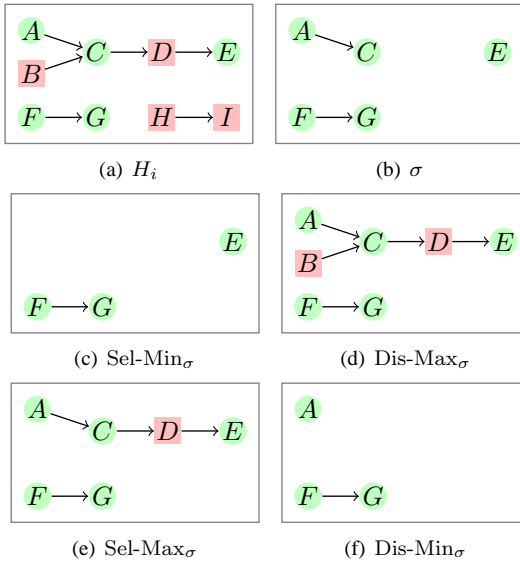 A
C D E
B
F G H I
(a) H_i
A
C E
F G
(b) σ
E
F G
(c) Sel-Min_σ
A
C D E
B
F G
(d) Dis-Max_σ
A
C D E
F G
(e) Sel-Max_σ
A
F G
(f) Dis-Min_σ